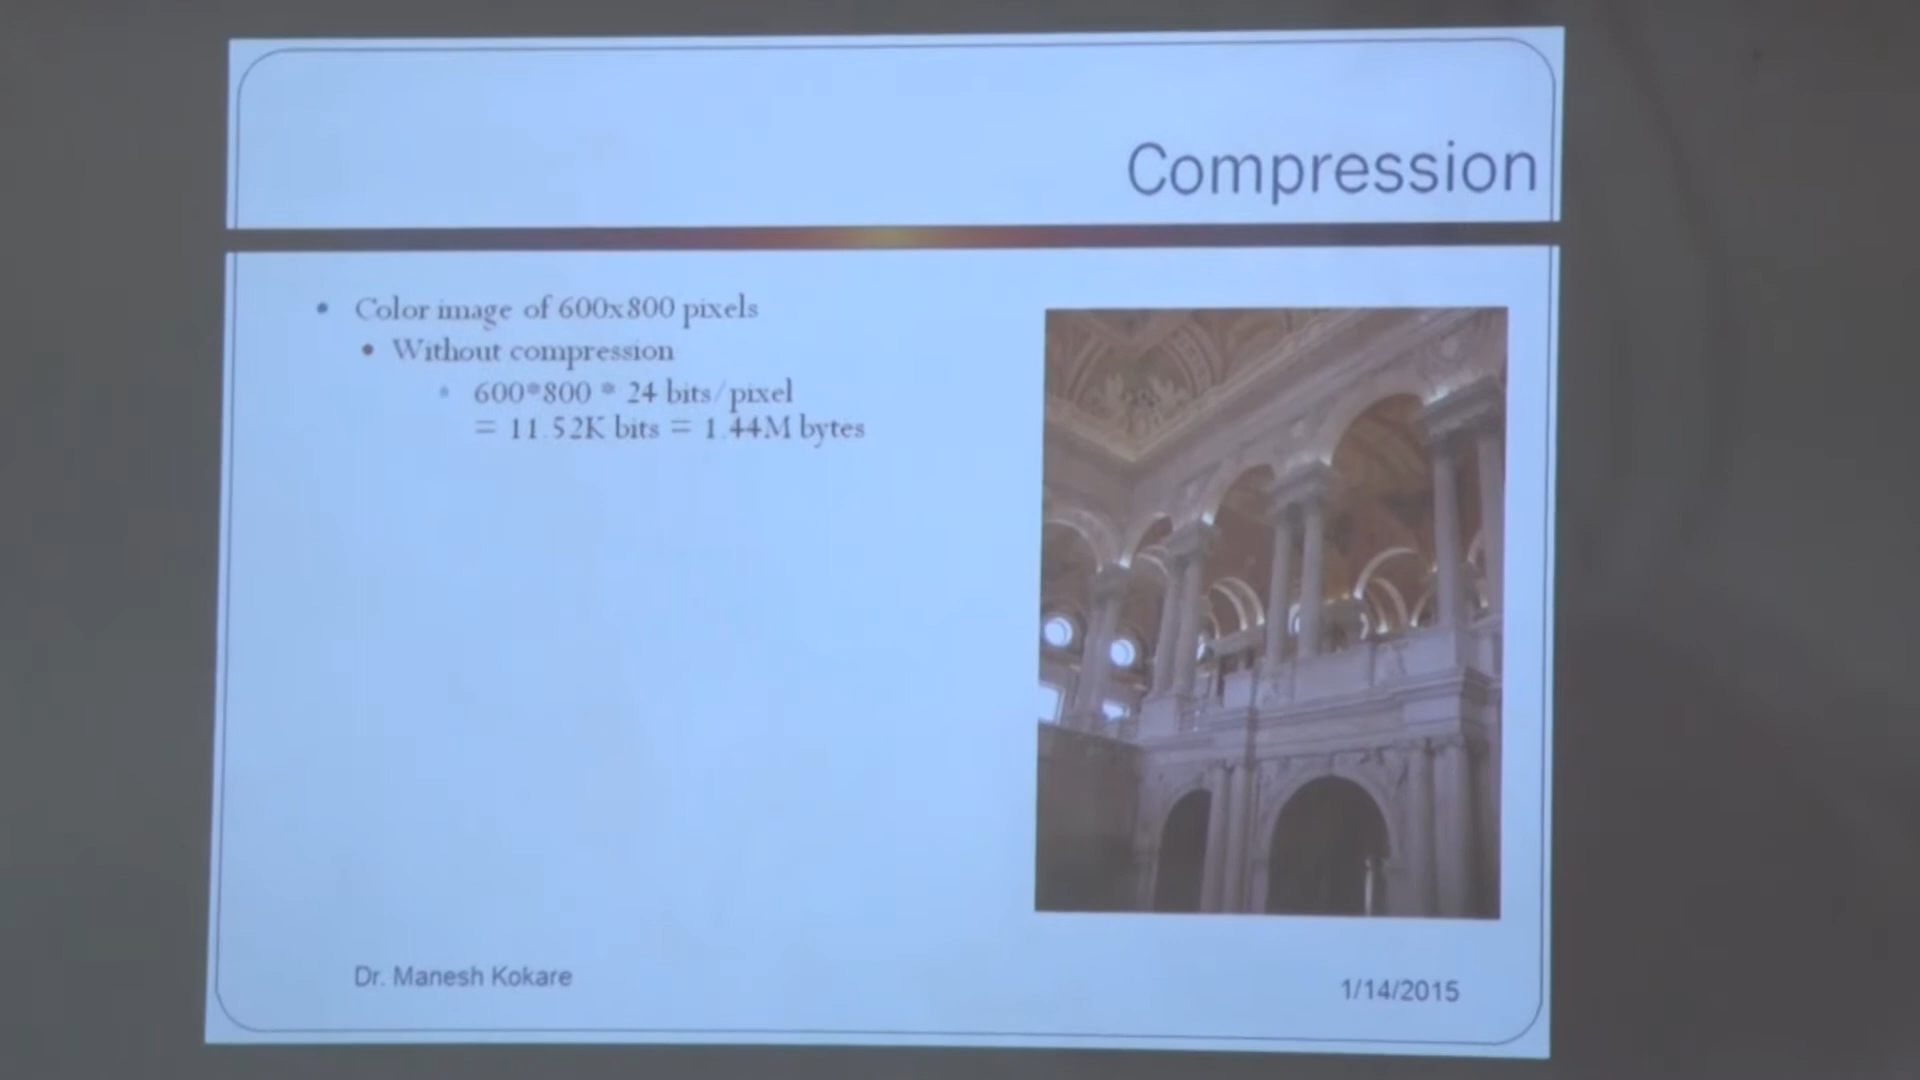 Compression
• Color image of 600x800 pixels
• Without compression
• 600*800 * 24 bits/pixel
= 11.52K bits = 1.44M bytes
Dr. Manesh Kokare
1/14/2015